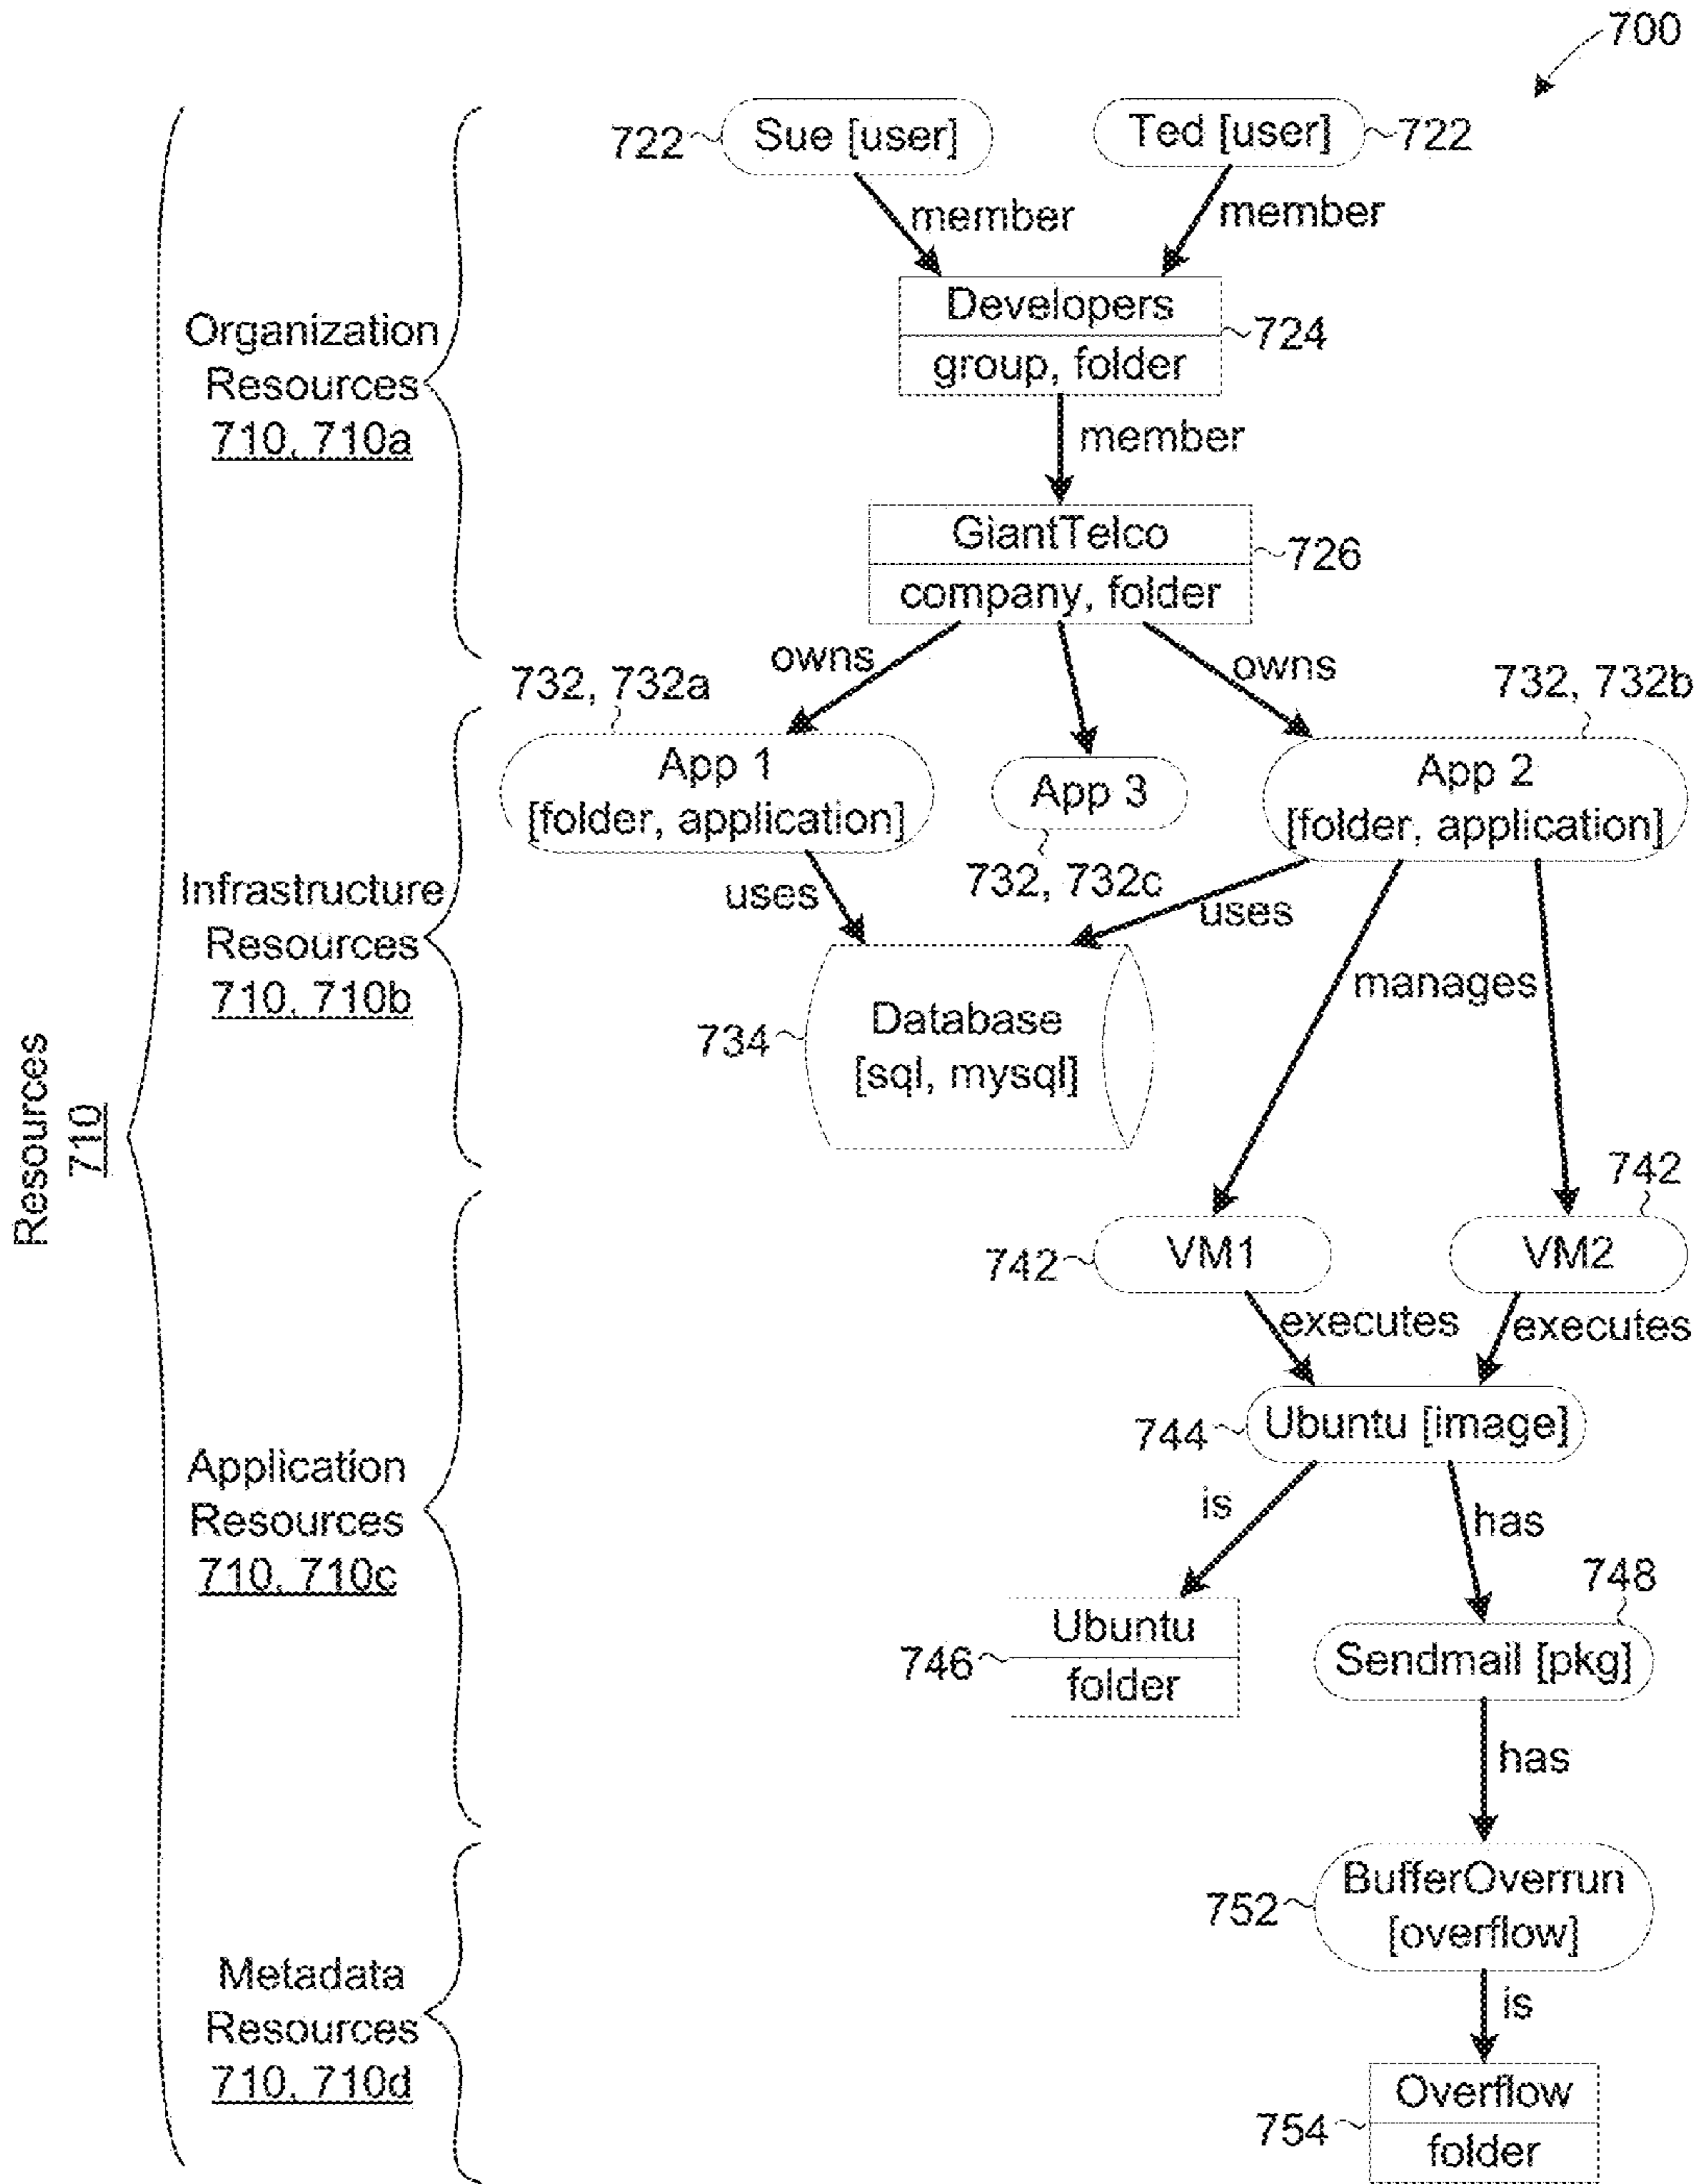 700
722
Sue [user]
Ted [user]
722
member
member
Developers
group, folder
724
Organization
Resources
710, 710a
member
GiantTelco
company, folder
726
owns
owns
732, 732a
732, 732b
App 1
[folder, application]
App 3
732, 732c
App 2
[folder, application]
uses
uses
Infrastructure
Resources
710, 710b
manages
734
Database
[sql, mysql]
Resources
710
742
742
VM1
VM2
executes
executes
744
Ubuntu [image]
is
has
Application
Resources
710, 710c
748
746
Ubuntu
folder
Sendmail [pkg]
has
752
BufferOverrun
[overflow]
Metadata
Resources
710, 710d
is
754
Overflow
folder